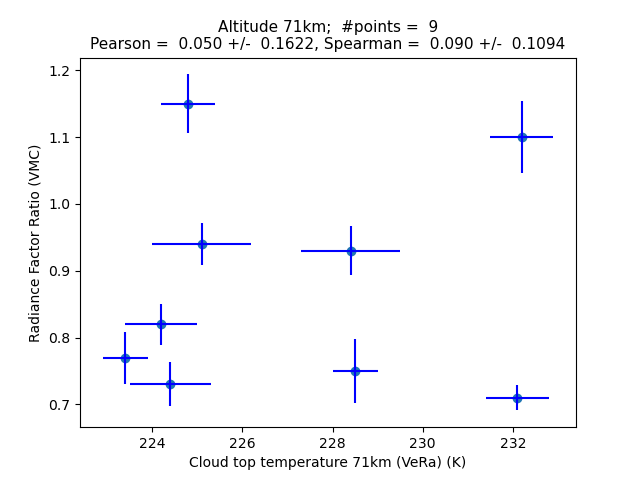 Altitude 71km;  #points =  9
Pearson =  0.050 +/-  0.1622, Spearman =  0.090 +/-  0.1094
1.2
1.1
1.0
0.9
0.8
0.7
Radiance Factor Ratio (VMC)
224 226 228 230 232
Cloud top temperature 71km (VeRa) (K)